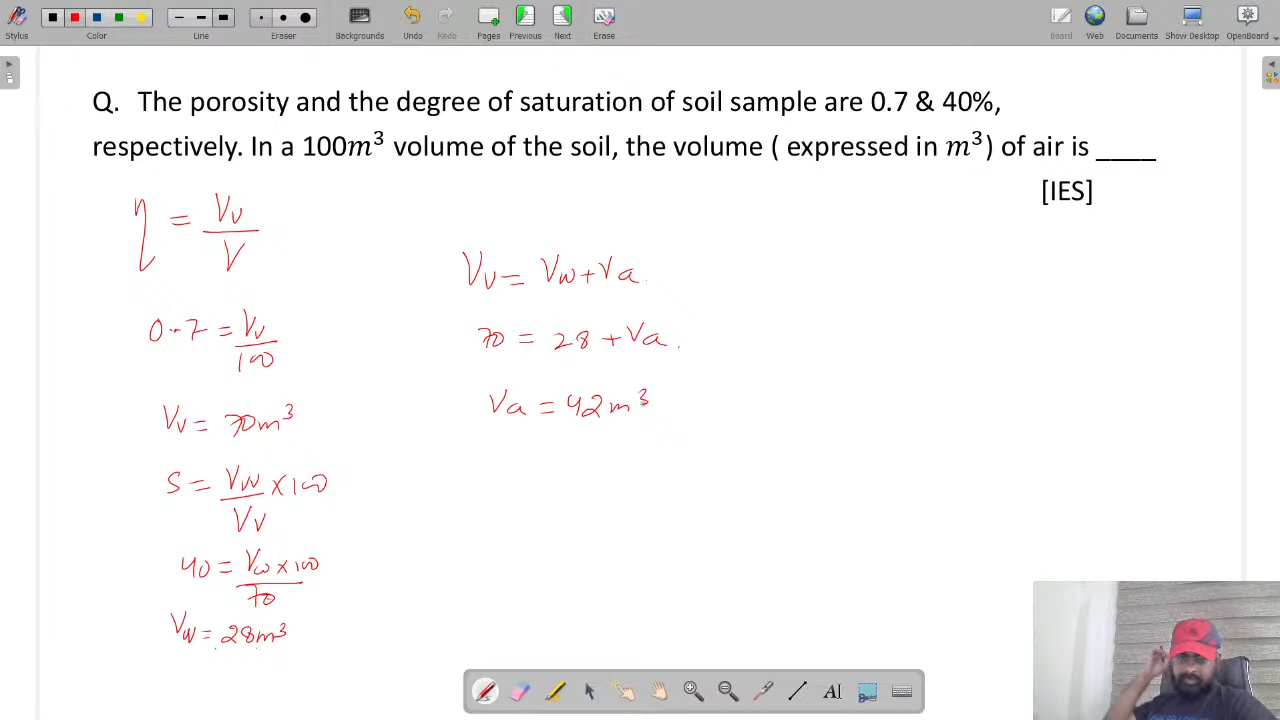 Stylus Color Line Eraser Backgrounds Undo Redo Pages Previous Next Erase Board Web Documents Show Desktop OpenBoard
Q. The porosity and the degree of saturation of soil sample are 0.7 & 40%,
respectively. In a 100m³ volume of the soil, the volume ( expressed in m³) of air is ____
[IES]
η = Vv/V
0.7 = Vv/100
Vv = 70m³
S = Vw/Vv × 100
40 = Vw × 100/70
Vw = 28m³
Vv = Vw + Va.
70 = 28 + Va.
Va = 42m³
AI